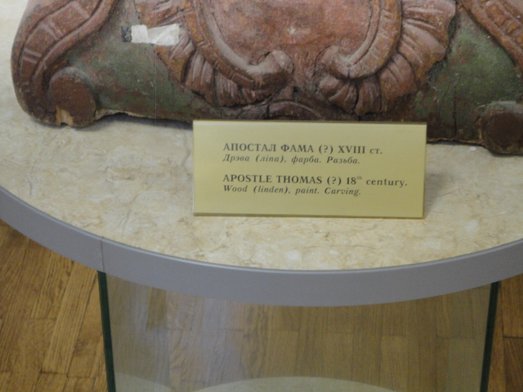 АПОСТАЛ ФАМА (?) XVIII ст.
Дрэва (ліпа), фарба. Разьба.
APOSTLE THOMAS (?) 18th century.
Wood (linden), paint. Carving.